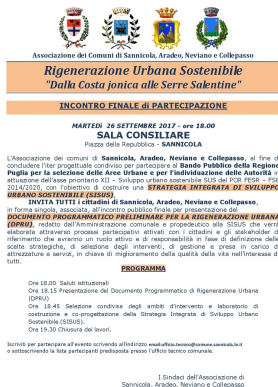 Associazione dei Comuni di Sannicola, Aradeo, Neviano e Collepasso
Rigenerazione Urbana Sostenibile
"Dalla Costa jonica alle Serre Salentine"
INCONTRO FINALE di PARTECIPAZIONE
MARTEDì 26 SETTEMBRE 2017 – ore 18.00
SALA CONSILIARE
Piazza della Repubblica - SANNICOLA
L'Associazione dei comuni di Sannicola, Aradeo, Neviano e Collepasso, al fine di
concludere l'iter progettuale condiviso per partecipare al Bando Pubblico della Regione
Puglia per la selezione delle Aree Urbane e per l'individuazione delle Autorità in
attuazione dell'asse prioritario XII – Sviluppo urbano sostenibile SUS del POR FESR – FSE
2014/2020, con l'obiettivo di costruire una STRATEGIA INTEGRATA DI SVILUPPO
URBANO SOSTENIBILE (SISUS),
INVITA TUTTI i cittadini di Sannicola, Aradeo, Neviano e Collepasso,
in forma singola, associata, all'incontro pubblico finale per presentazione del
DOCUMENTO PROGRAMMATICO PRELIMINARE PER LA RIGENERAZIONE URBANA
(DPRU), redatto dall'Amministrazione comunale e propedeutico alla SISUS che verrà
elaborata attraverso processi partecipativi attivati con i cittadini e gli stakeholder di
riferimento che avranno un ruolo attivo e di responsabilità in fase di definizione delle
scelte strategiche, di selezione degli interventi, di gestione e presa in carico di
attrezzature e servizi, in chiave di miglioramento della qualità della vita nell'interesse di
tutti.
PROGRAMMA
Ore 18.00 Saluti istituzionali
Ore 18.15 Presentazione del Documento Programmatico di Rigenerazione Urbana
(DPRU)
Ore 18.45 Selezione condivisa degli ambiti d'intervento e laboratorio di
costruzione e co-progettazione della Strategia Integrata di Sviluppo Urbano
Sostenibile (SISUS).
Ore 19.30 Chiusura dei lavori.
Iscriviti per partecipare all'evento scrivendo all'indirizzo email:ufficio.tecnico@comune.sannicola.le.it
o sottoscrivendo la lista partecipanti predisposta presso l'ufficio tecnico comunale.
I Sindaci dell'Associazione di
Sannicola, Aradeo, Neviano e Collepasso